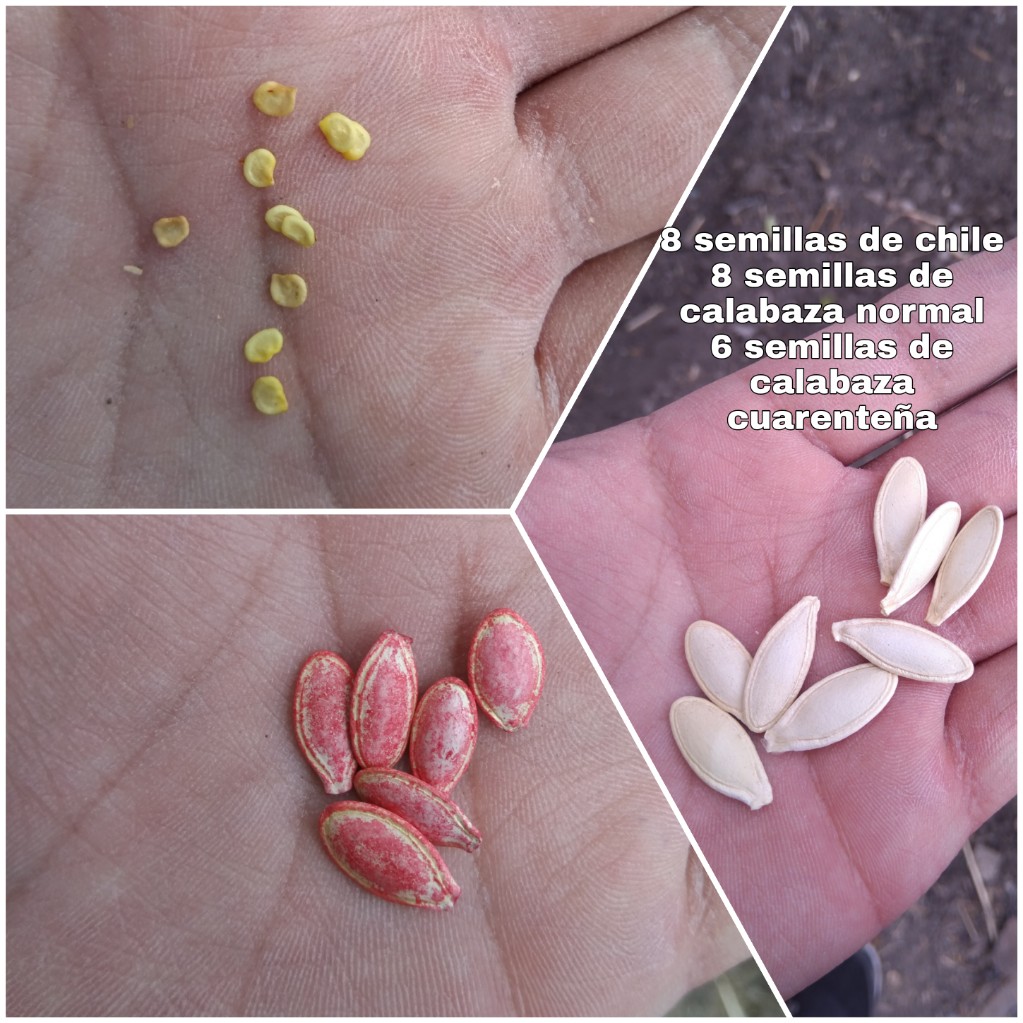 8 semillas de chile
8 semillas de
calabaza normal
6 semillas de
calabaza
cuarenteña